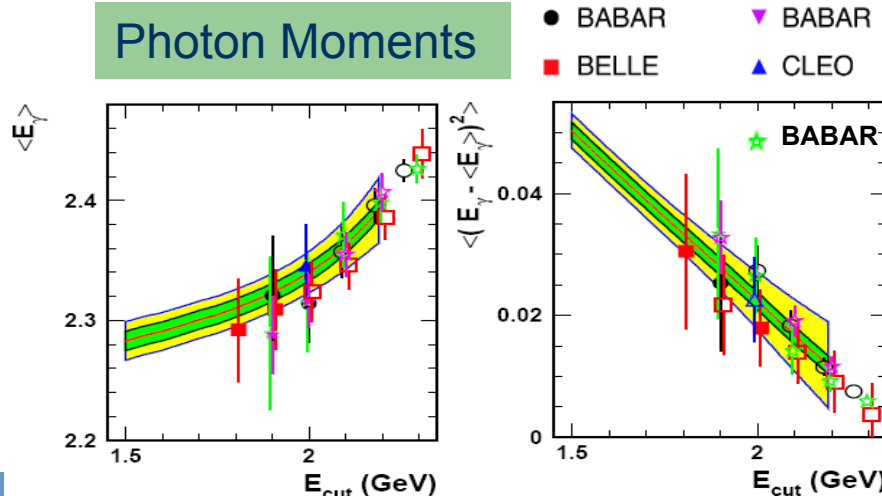 Photon Moments
BABAR
BABAR
BELLE
CLEO
BABAR
<E_γ>
2.4
2.3
2.2
1.5
2
E_cut (GeV)
<(E_γ - <E_γ>)²>
0.04
0.02
0
1.5
2
E_cut (GeV)